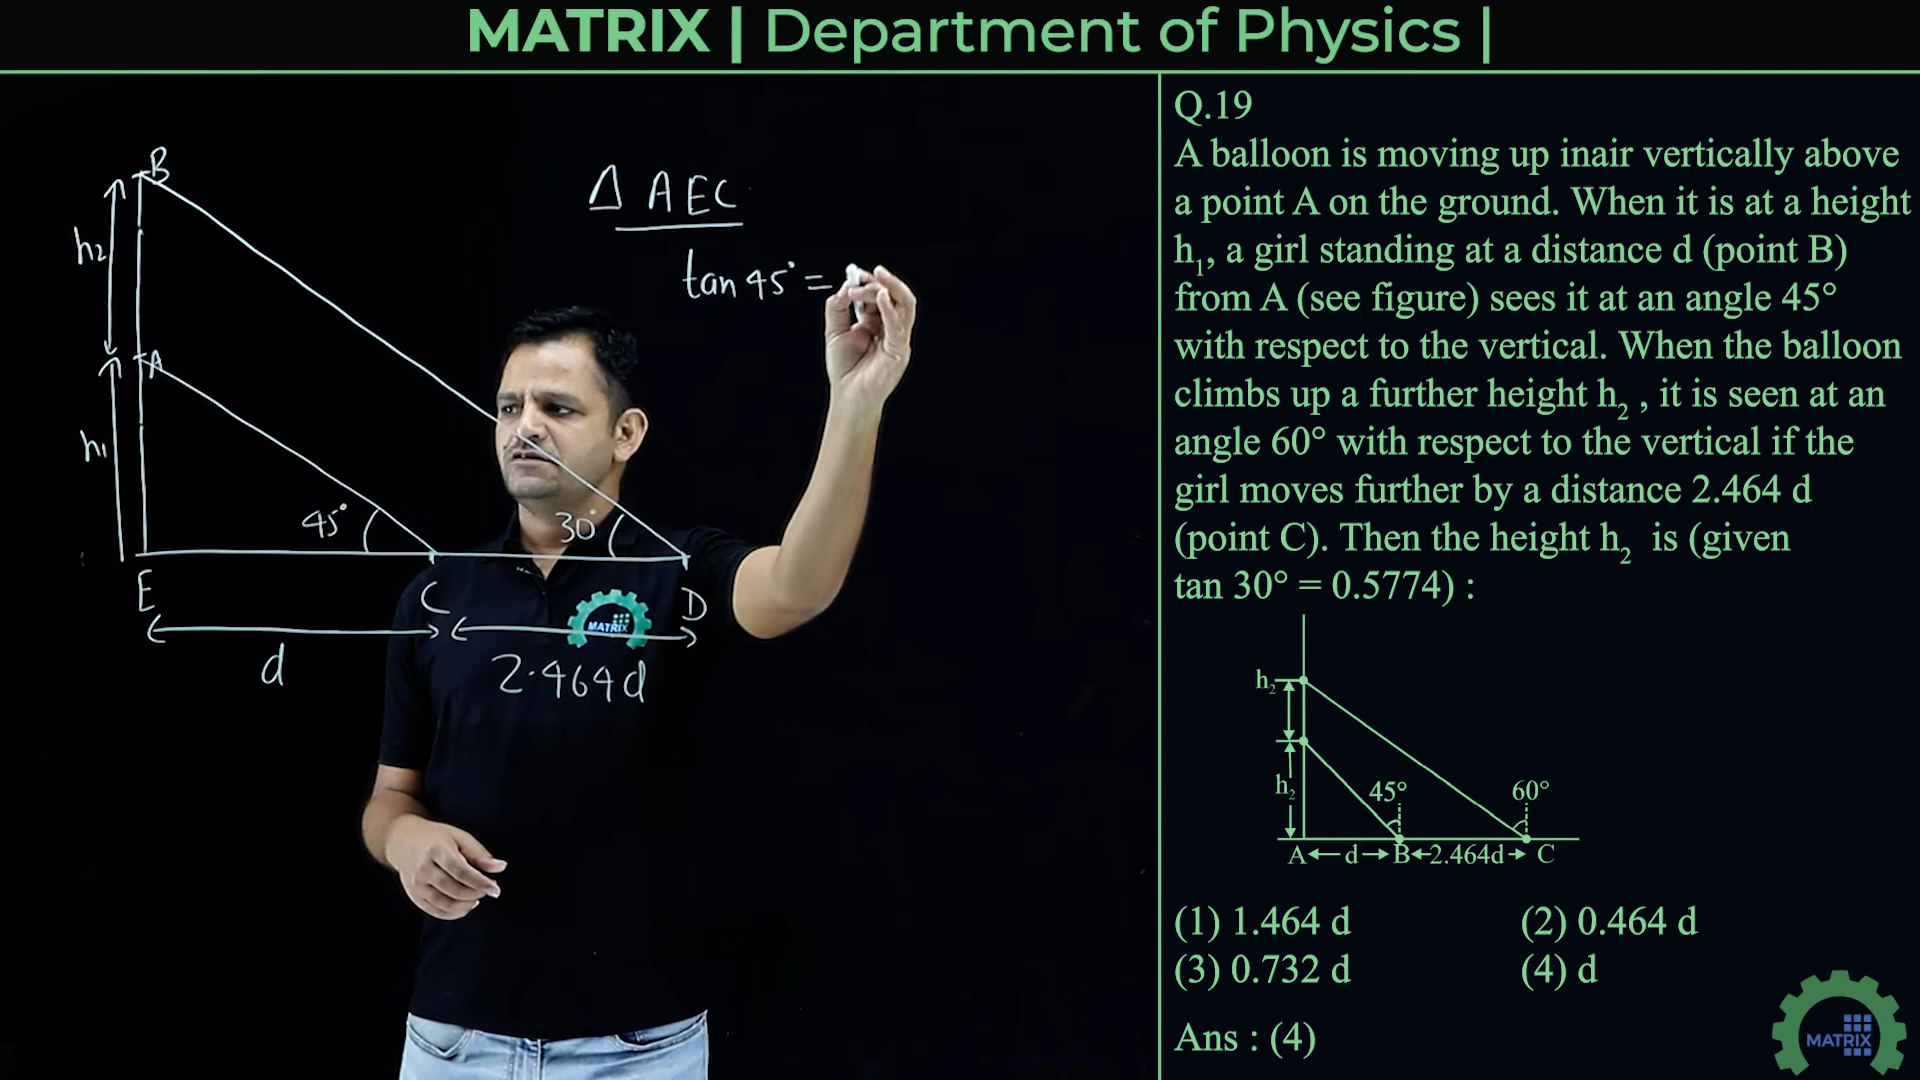 MATRIX | Department of Physics |
B
h2
A
h1
45°
30°
E
C
D
d
2.464d
Δ AEC
tan 45° =
MATRIX
Q.19
A balloon is moving up inair vertically above
a point A on the ground. When it is at a height
h₁, a girl standing at a distance d (point B)
from A (see figure) sees it at an angle 45°
with respect to the vertical. When the balloon
climbs up a further height h₂ , it is seen at an
angle 60° with respect to the vertical if the
girl moves further by a distance 2.464 d
(point C). Then the height h₂ is (given
tan 30° = 0.5774) :
h₂
h₂
45°
60°
A d B 2.464d C
(1) 1.464 d (2) 0.464 d
(3) 0.732 d (4) d
Ans : (4)
MATRIX